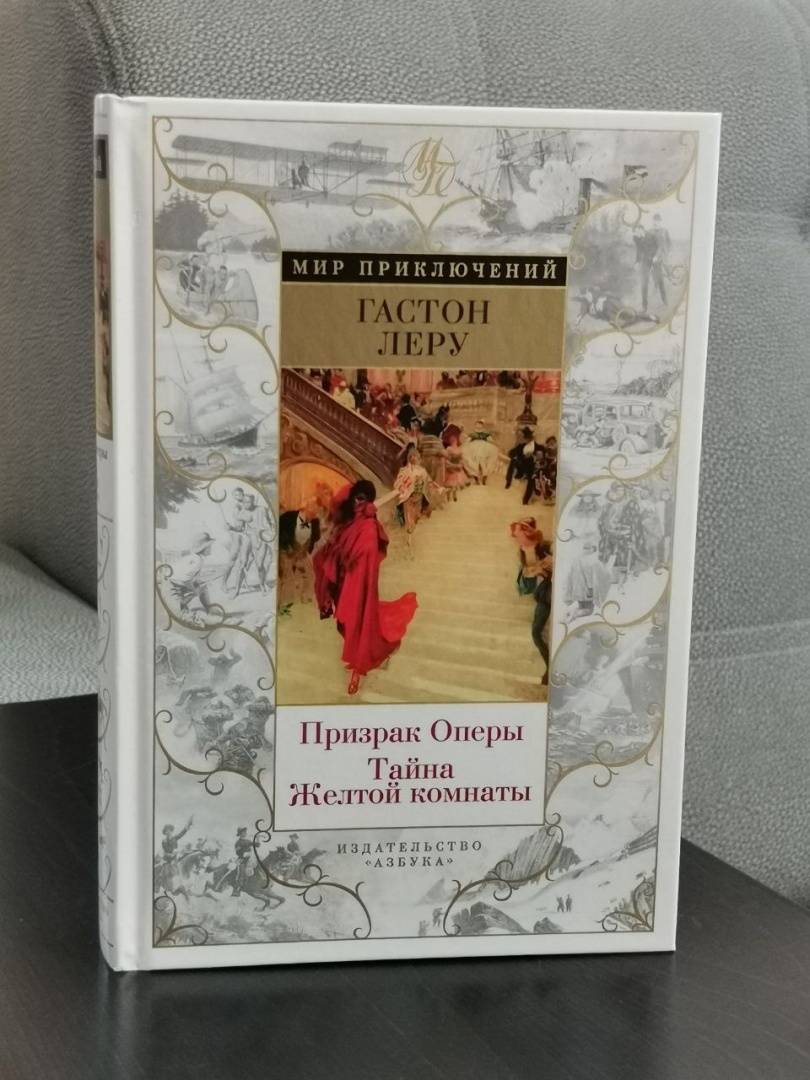 МИР ПРИКЛЮЧЕНИЙ
ГАСТОН
ЛЕРУ
Призрак Оперы
Тайна
Желтой комнаты
ИЗДАТЕЛЬСТВО
«АЗБУКА»